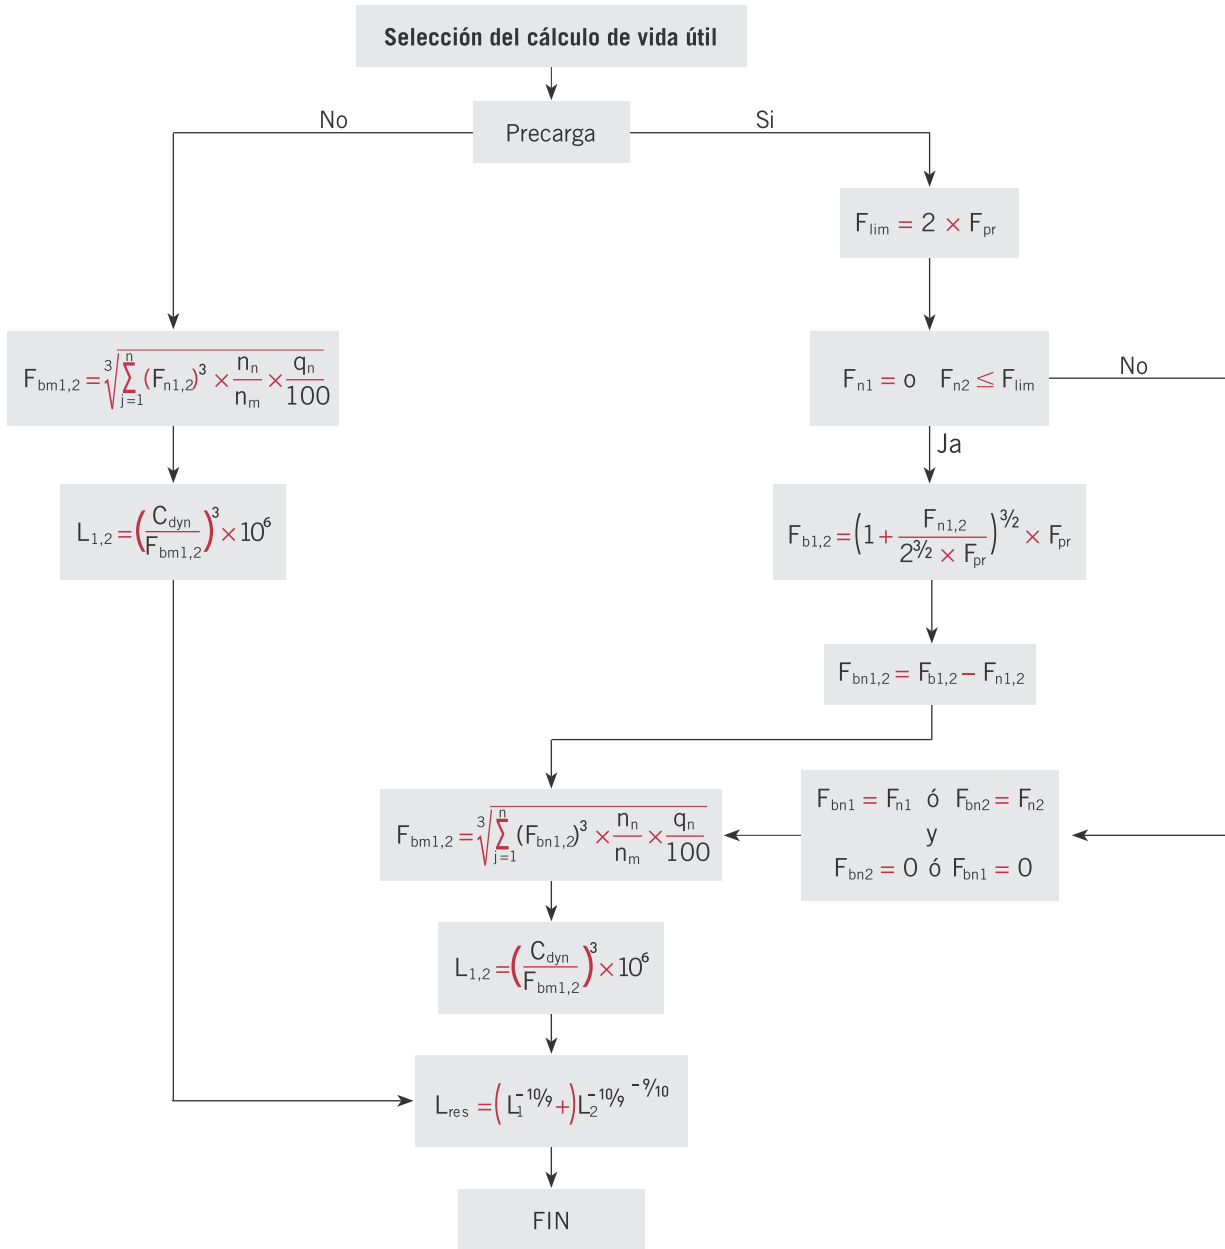 Selección del cálculo de vida útil
No
Precarga
Si
F_lim = 2 × F_pr
F_bm1,2 = ∛(∑_{j=1}^{n} (F_n1,2)³ × n_n/n_m × q_n/100)
F_n1 = o F_n2 ≤ F_lim
No
Ja
L_1,2 = (C_dyn/F_bm1,2)³ × 10⁶
F_b1,2 = (1 + F_n1,2/(2^{3/2} × F_pr))^{3/2} × F_pr
F_bn1,2 = F_b1,2 − F_n1,2
F_bm1,2 = ∛(∑_{j=1}^{n} (F_bn1,2)³ × n_n/n_m × q_n/100)
F_bn1 = F_n1 ó F_bn2 = F_n2
y
F_bn2 = 0 ó F_bn1 = 0
L_1,2 = (C_dyn/F_bm1,2)³ × 10⁶
L_res = (L_1^{-10/9} +) L_2^{-10/9} ^{-9/10}
FIN